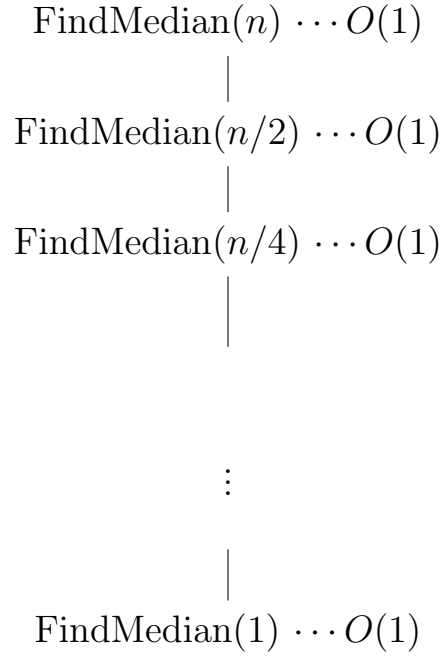 FindMedian(n) ⋯ O(1)
FindMedian(n/2) ⋯ O(1)
FindMedian(n/4) ⋯ O(1)
⋮
FindMedian(1) ⋯ O(1)